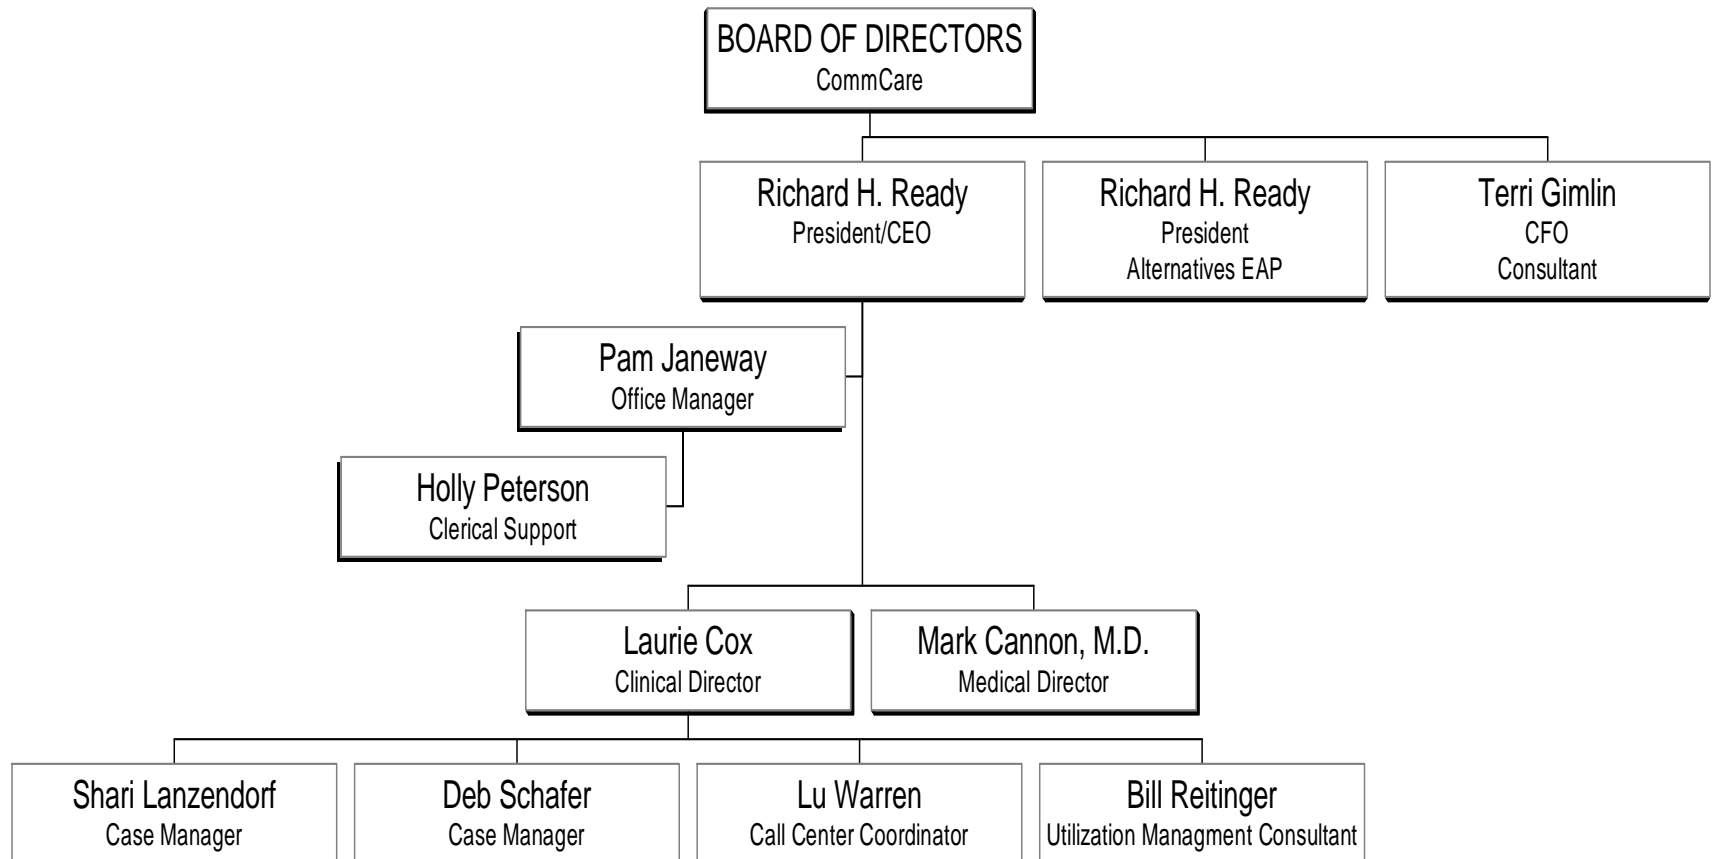 BOARD OF DIRECTORS
CommCare
Richard H. Ready
President/CEO
Richard H. Ready
President
Alternatives EAP
Terri Gimlin
CFO
Consultant
Pam Janeway
Office Manager
Holly Peterson
Clerical Support
Laurie Cox
Clinical Director
Mark Cannon, M.D.
Medical Director
Shari Lanzendorf
Case Manager
Deb Schafer
Case Manager
Lu Warren
Call Center Coordinator
Bill Reitinger
Utilization Managment Consultant